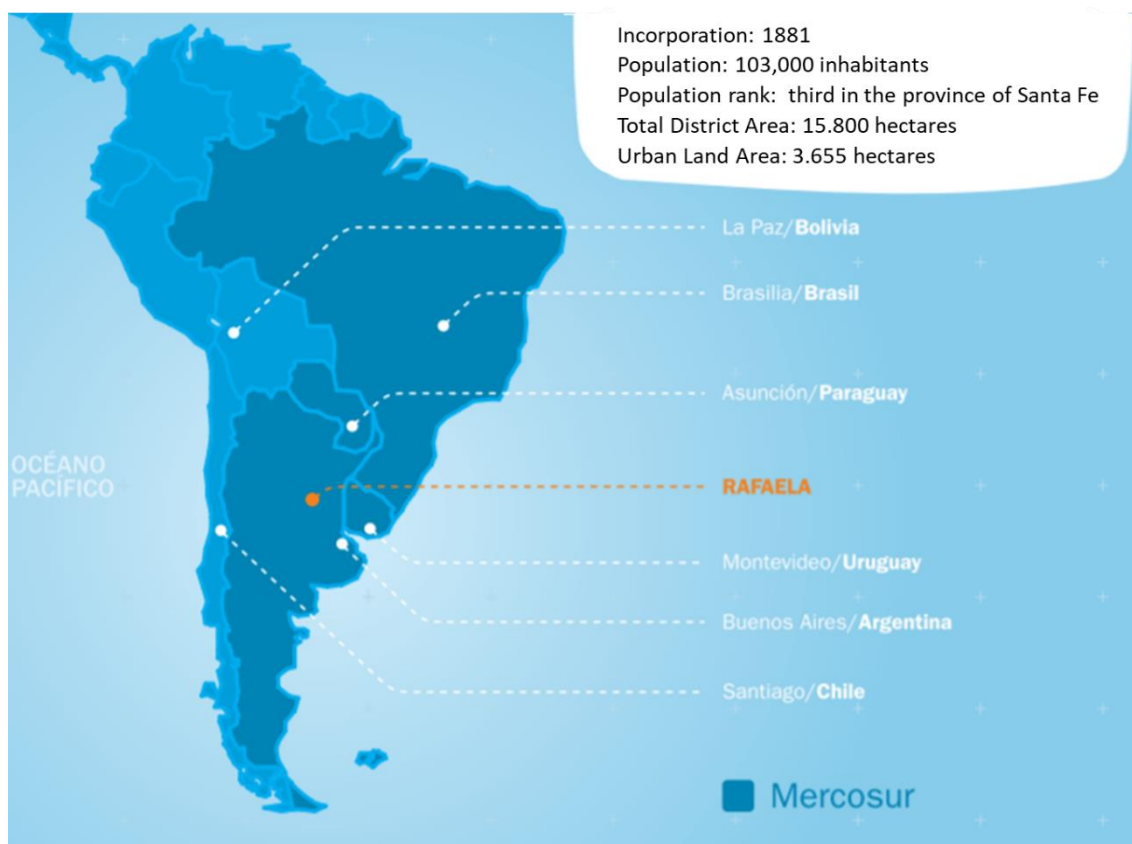 Incorporation: 1881
Population: 103,000 inhabitants
Population rank:  third in the province of Santa Fe
Total District Area: 15.800 hectares
Urban Land Area: 3.655 hectares
La Paz/Bolivia
Brasilia/Brasil
Asunción/Paraguay
OCÉANO
PACÍFICO
RAFAELA
Montevideo/Uruguay
Buenos Aires/Argentina
Santiago/Chile
Mercosur